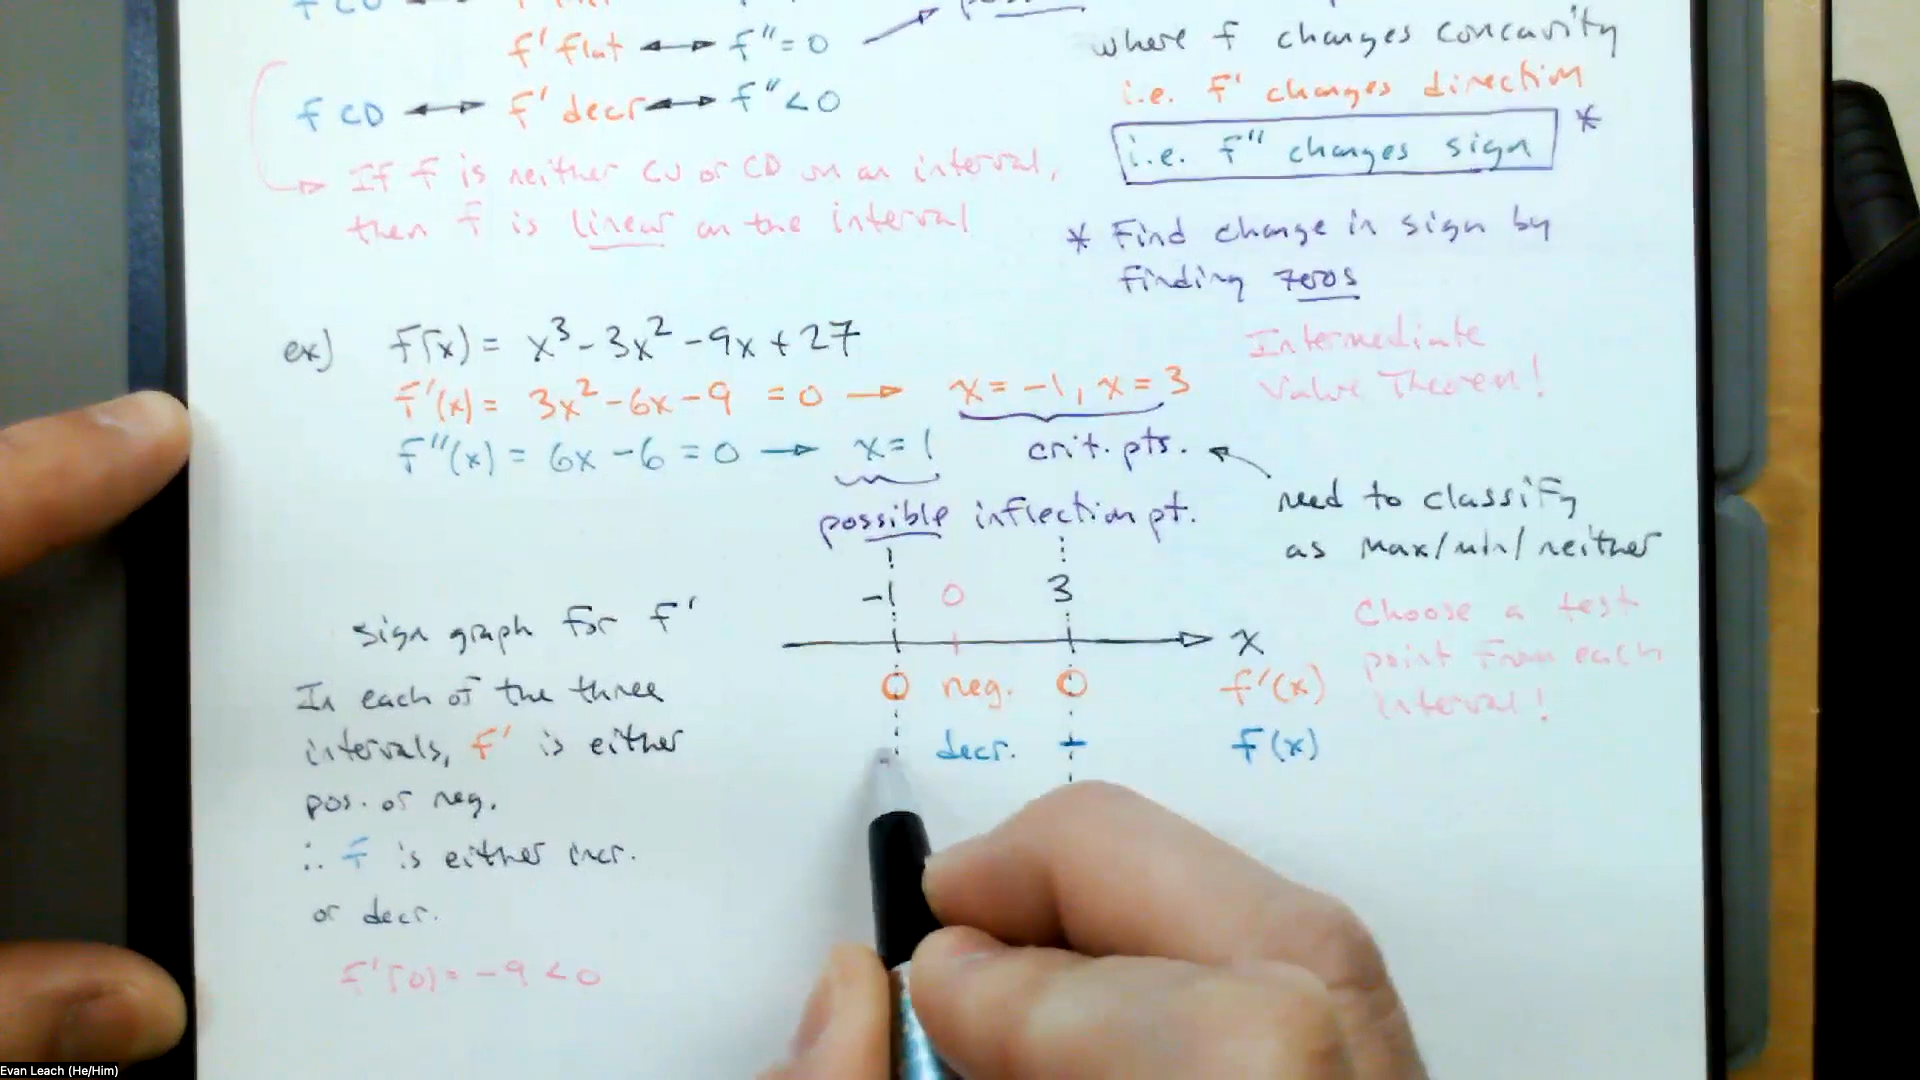 f' flat ↔ f''=0
f CD ↔ f' decr ↔ f''<0
If f is neither CU or CD on an interval,
then f is linear on the interval
where f changes concavity
i.e. f' changes direction
i.e. f'' changes sign *
* Find change in sign by
finding zeros
Intermediate
Value Theorem!
ex) f(x) = x³-3x²-9x+27
f'(x) = 3x²-6x-9 =0 → x=-1, x=3
f''(x) = 6x-6=0 → x=1
crit. pts.
possible inflection pt.
need to classify
as max/min/neither
sign graph for f'
-1 0 3
x
Choose a test
point from each
interval!
0 neg. 0 f'(x)
decr. f(x)
In each of the three
intervals, f' is either
pos. or neg.
∴ f is either incr.
or decr.
f'(0)=-9<0
Evan Leach (He/Him)